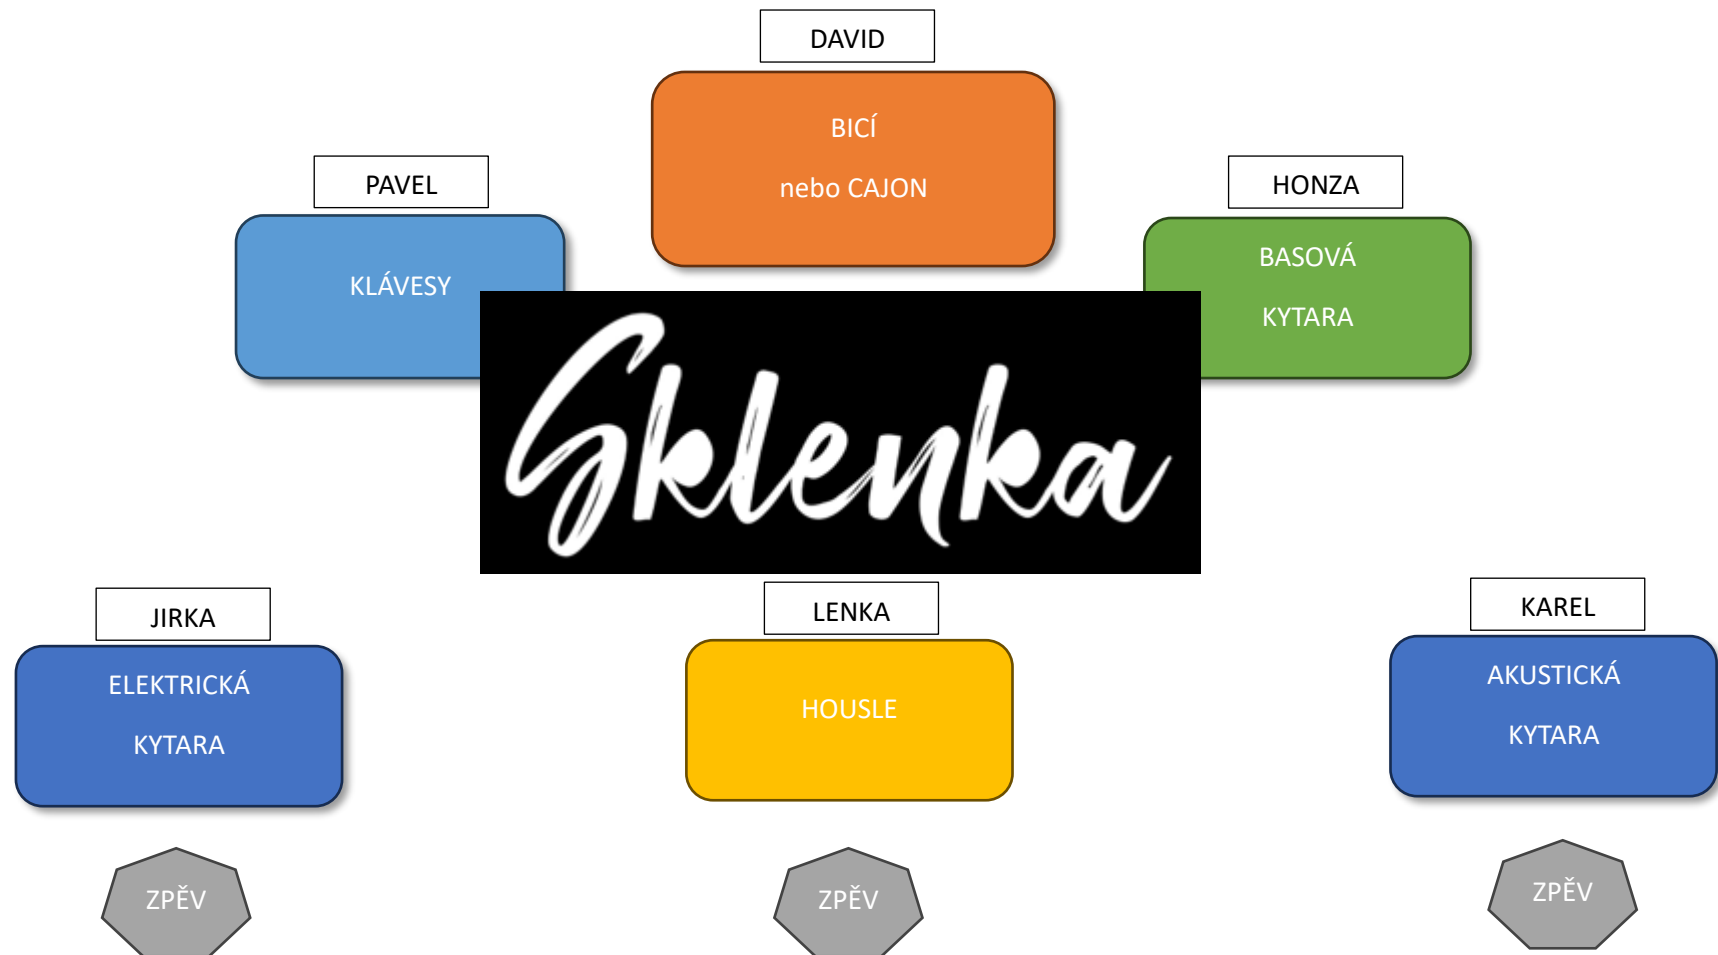 DAVID
BICÍ
nebo CAJON
PAVEL
KLÁVESY
HONZA
BASOVÁ
KYTARA
Sklenka
JIRKA
ELEKTRICKÁ
KYTARA
LENKA
HOUSLE
KAREL
AKUSTICKÁ
KYTARA
ZPĚV
ZPĚV
ZPĚV